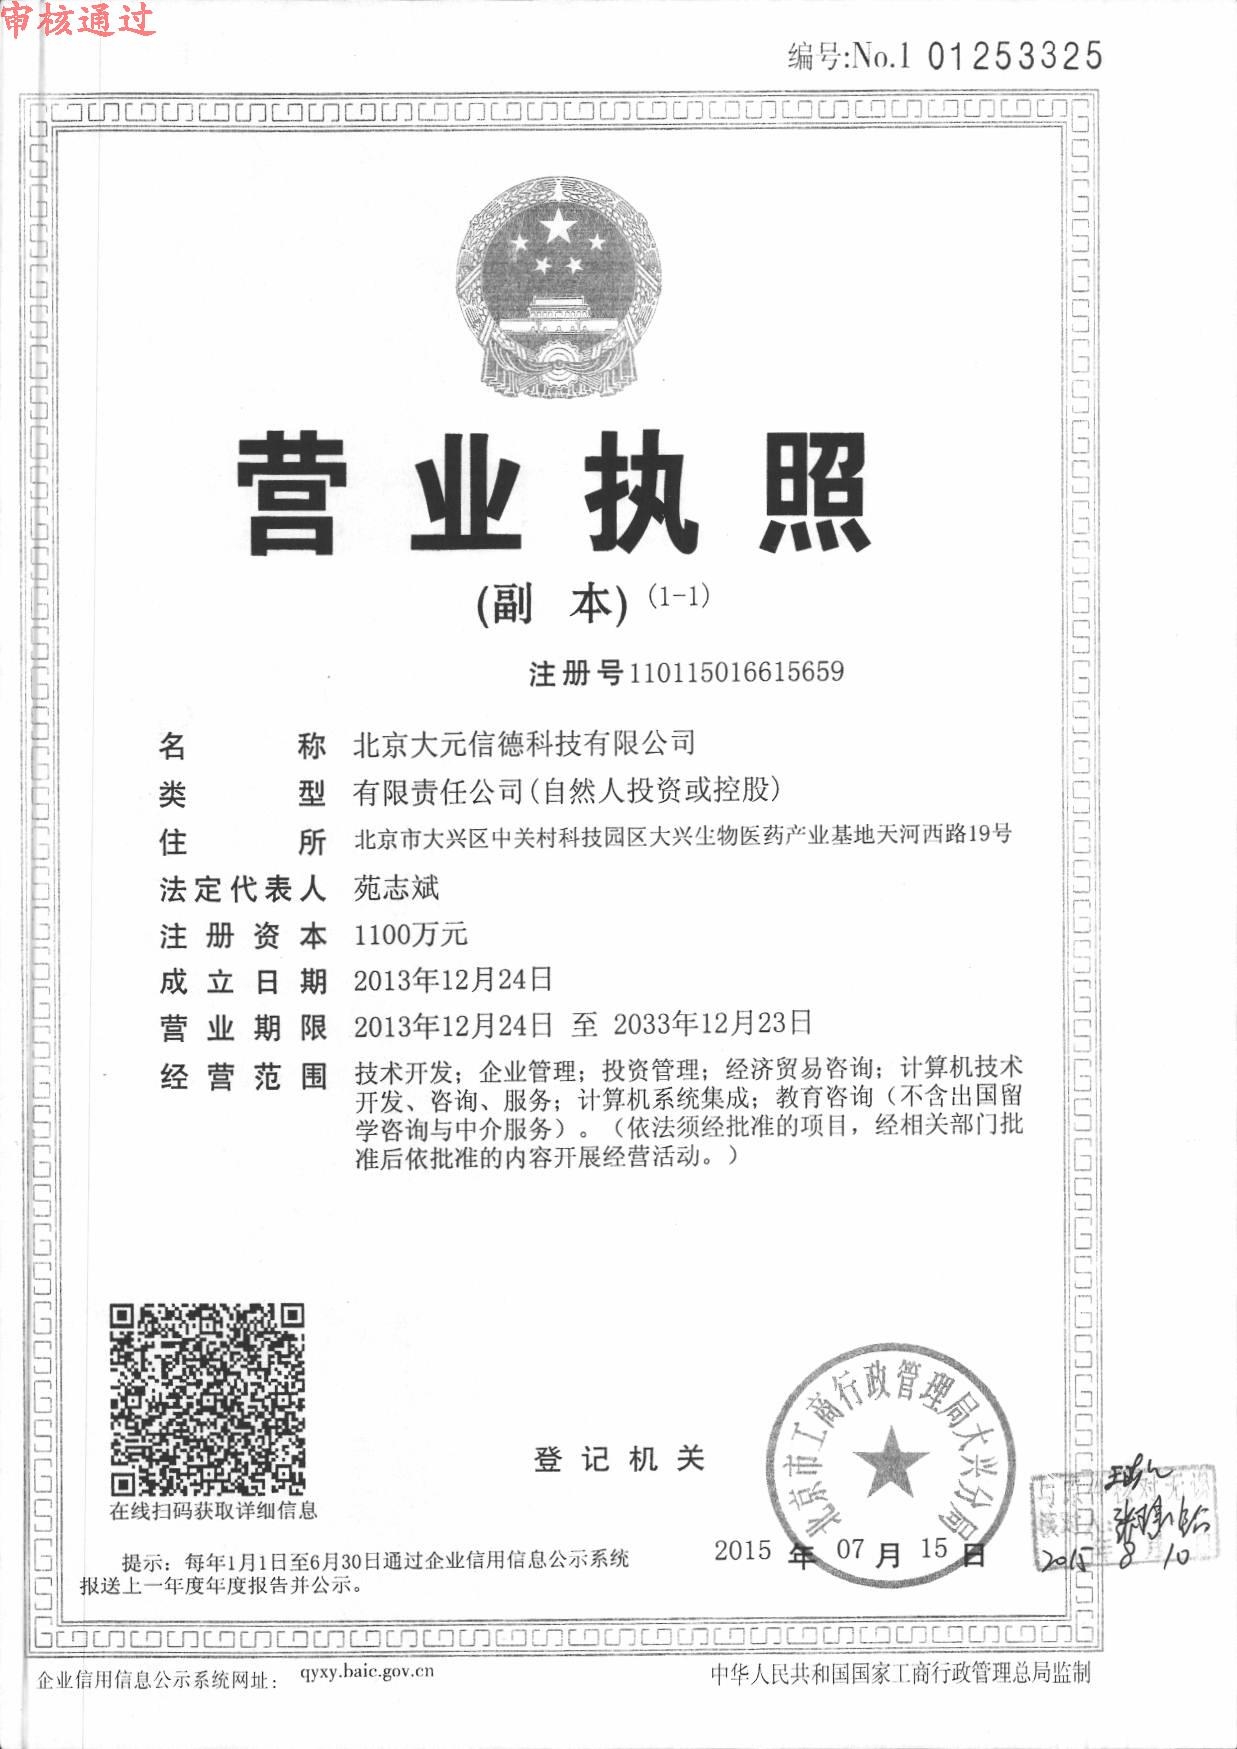 审核通过
编号:No.1 01253325
营业执照
(副 本) (1-1)
注册号110115016615659
名 称 北京大元信德科技有限公司
类 型 有限责任公司(自然人投资或控股)
住 所 北京市大兴区中关村科技园区大兴生物医药产业基地天河西路19号
法定代表人 苑志斌
注册资本 1100万元
成立日期 2013年12月24日
营业期限 2013年12月24日 至 2033年12月23日
经营范围 技术开发；企业管理；投资管理；经济贸易咨询；计算机技术
开发、咨询、服务；计算机系统集成；教育咨询（不含出国留
学咨询与中介服务）。（依法须经批准的项目，经相关部门批
准后依批准的内容开展经营活动。）
在线扫码获取详细信息
登记机关
北京市工商行政管理局大兴分局
2015 年 07 月 15 日
2015 8 10
提示：每年1月1日至6月30日通过企业信用信息公示系统
报送上一年度年度报告并公示。
企业信用信息公示系统网址： qyxy.baic.gov.cn
中华人民共和国国家工商行政管理总局监制